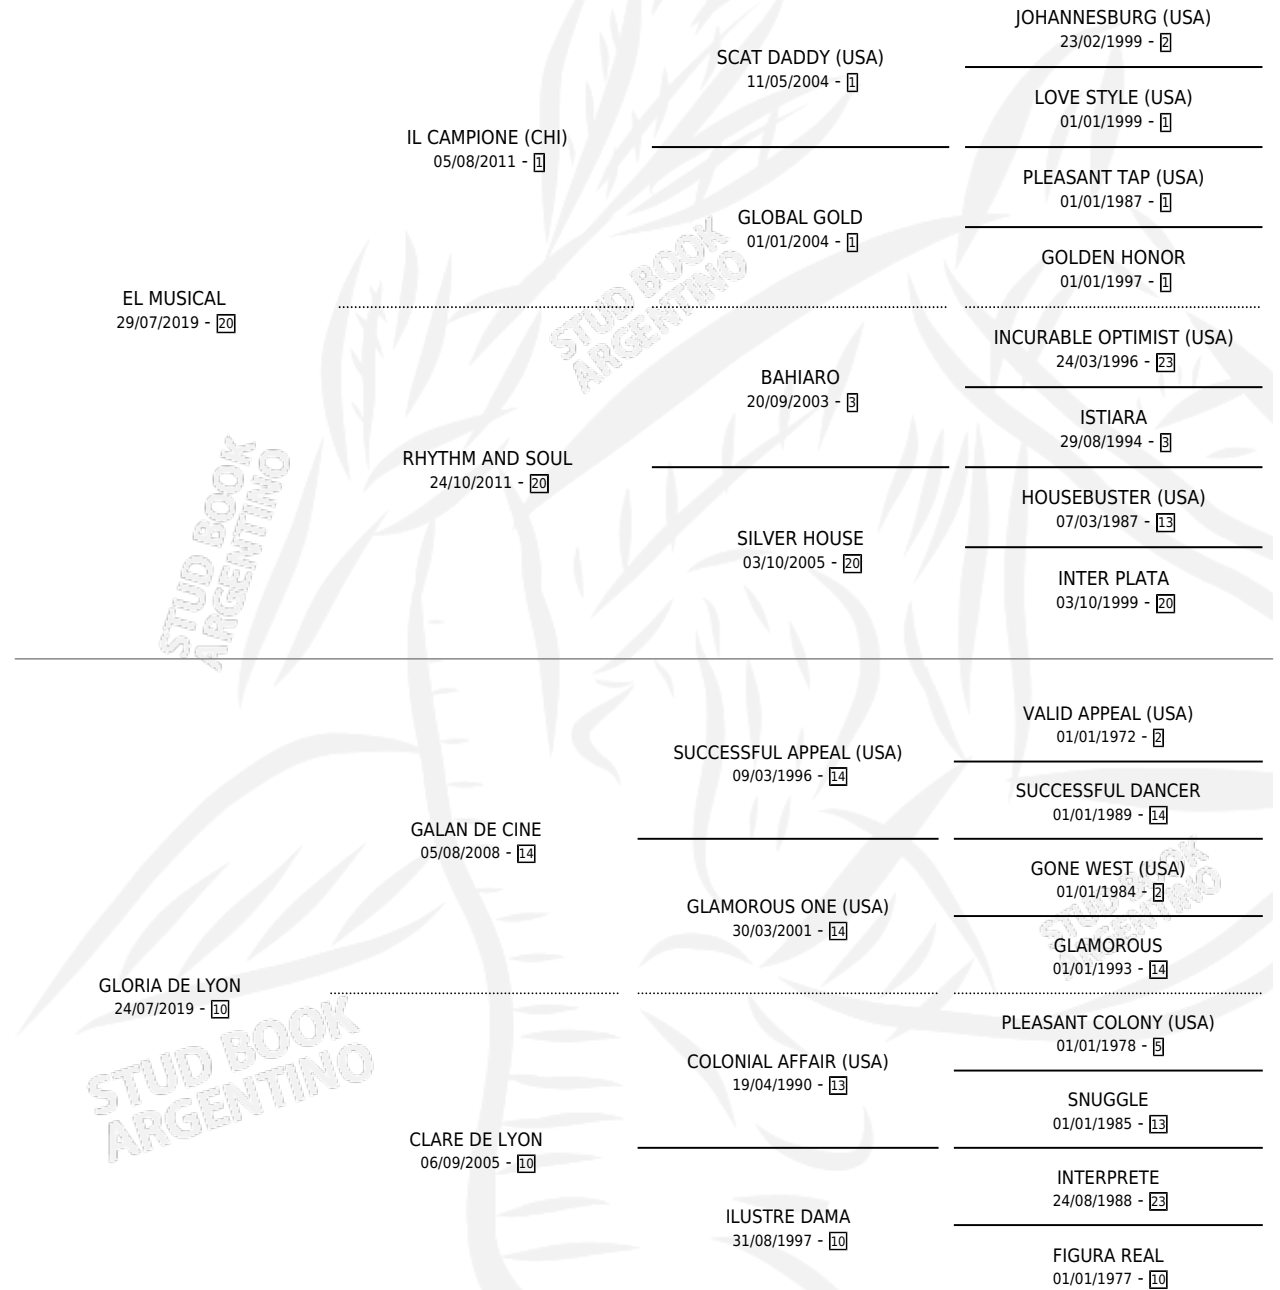 JOHANNESBURG (USA)
23/02/1999 - 2
SCAT DADDY (USA)
11/05/2004 - 1
LOVE STYLE (USA)
01/01/1999 - 1
IL CAMPIONE (CHI)
05/08/2011 - 1
PLEASANT TAP (USA)
01/01/1987 - 1
GLOBAL GOLD
01/01/2004 - 1
GOLDEN HONOR
01/01/1997 - 1
EL MUSICAL
29/07/2019 - 20
STUD BOOK
ARGENTINO
INCURABLE OPTIMIST (USA)
24/03/1996 - 23
BAHIARO
20/09/2003 - 3
ISTIARA
29/08/1994 - 3
RHYTHM AND SOUL
24/10/2011 - 20
HOUSEBUSTER (USA)
07/03/1987 - 13
SILVER HOUSE
03/10/2005 - 20
INTER PLATA
03/10/1999 - 20
STUD BOOK
ARGENTINO
VALID APPEAL (USA)
01/01/1972 - 2
SUCCESSFUL APPEAL (USA)
09/03/1996 - 14
SUCCESSFUL DANCER
01/01/1989 - 14
GALAN DE CINE
05/08/2008 - 14
GONE WEST (USA)
01/01/1984 - 2
GLAMOROUS ONE (USA)
30/03/2001 - 14
GLAMOROUS
01/01/1993 - 14
STUD BOOK
ARGENTINO
GLORIA DE LYON
24/07/2019 - 10
PLEASANT COLONY (USA)
01/01/1978 - 5
COLONIAL AFFAIR (USA)
19/04/1990 - 13
SNUGGLE
01/01/1985 - 13
STUD BOOK
ARGENTINO
CLARE DE LYON
06/09/2005 - 10
INTERPRETE
24/08/1988 - 23
ILUSTRE DAMA
31/08/1997 - 10
FIGURA REAL
01/01/1977 - 10